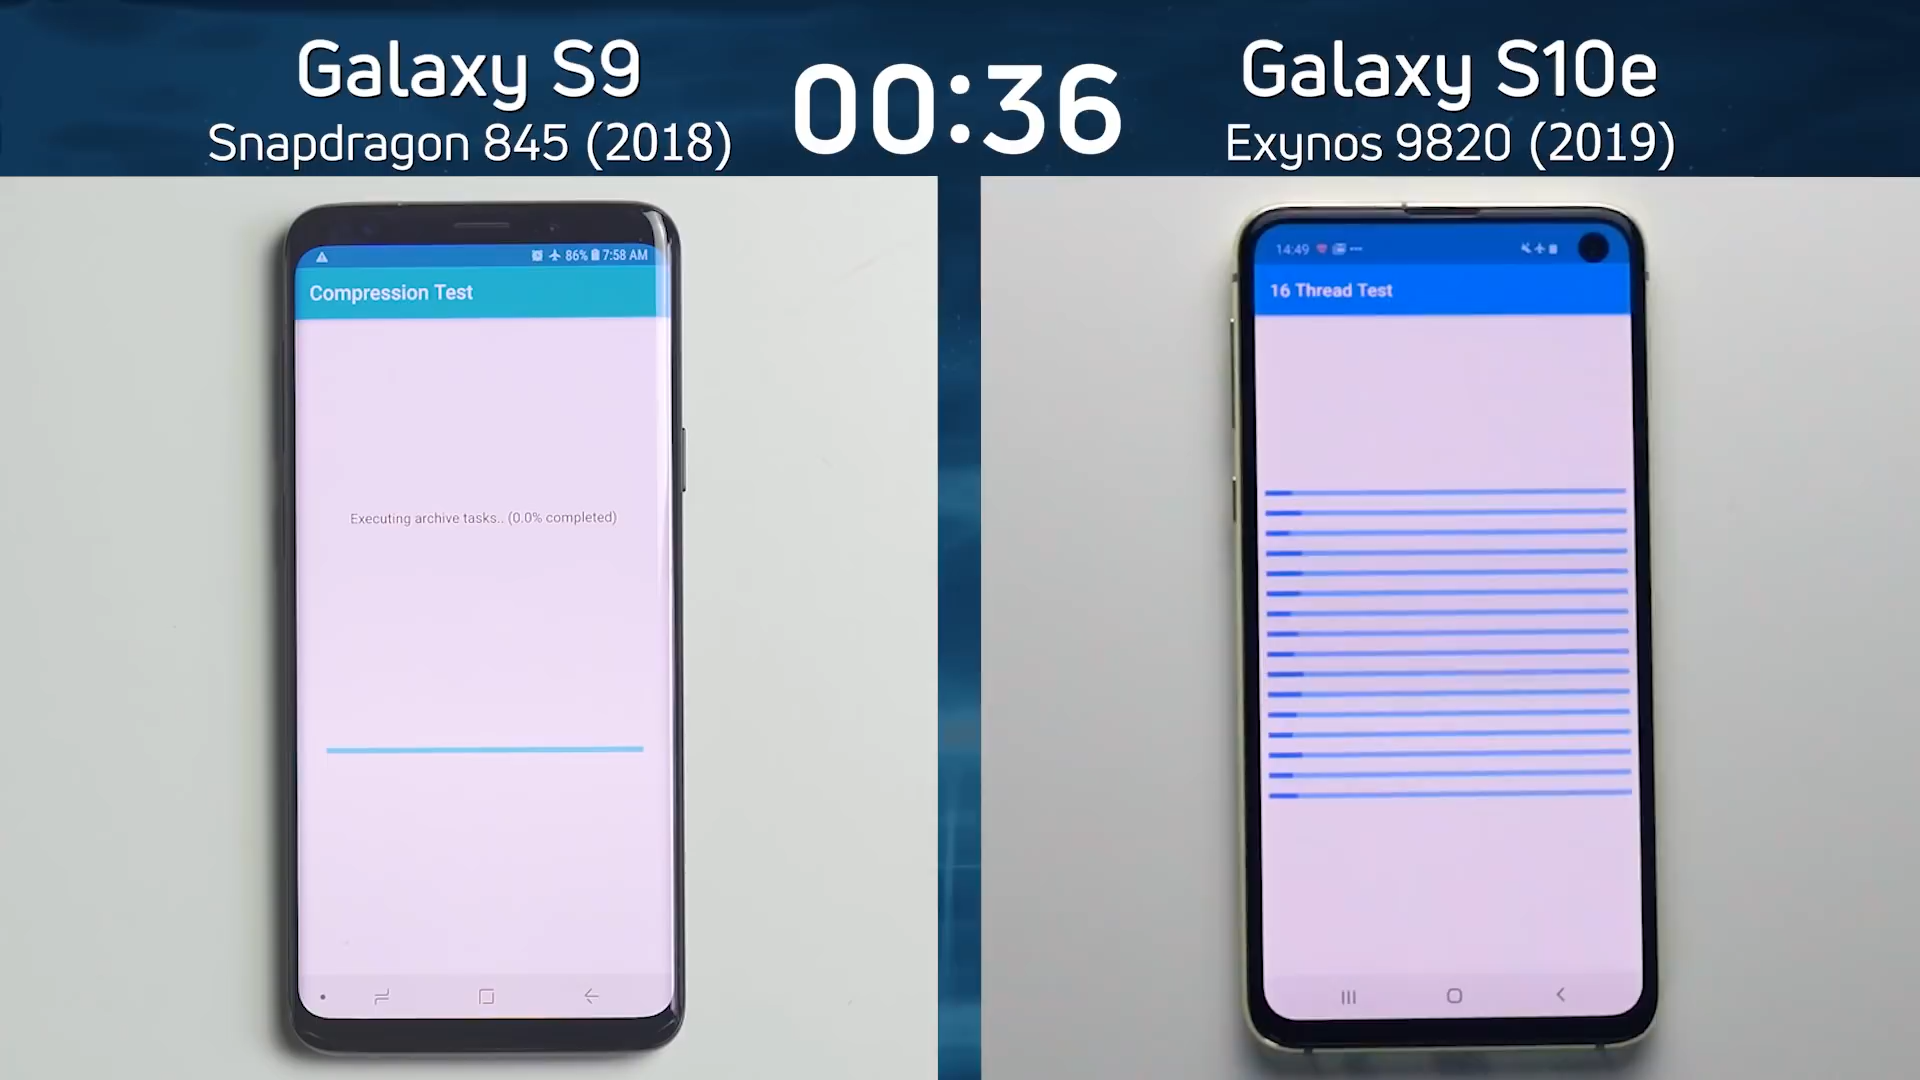 Galaxy S9
Snapdragon 845 (2018)
00:36
Galaxy S10e
Exynos 9820 (2019)
86% 7:58 AM
Compression Test
Executing archive tasks.. (0.0% completed)
14:49
16 Thread Test